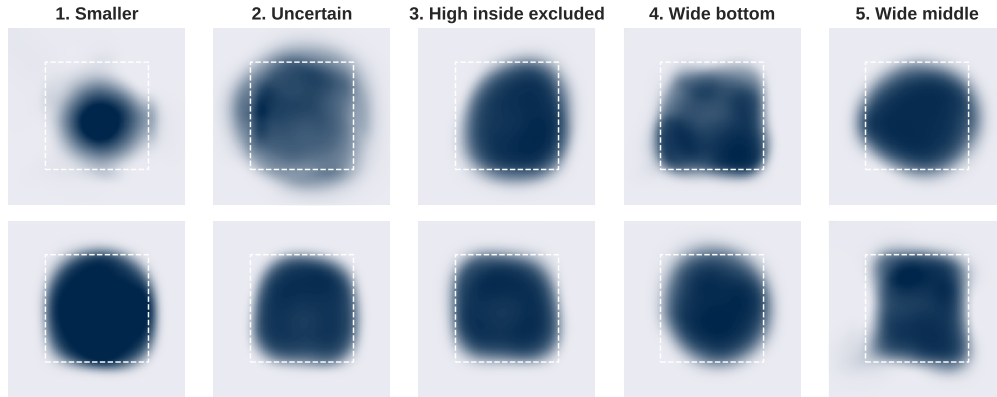 1. Smaller
2. Uncertain
3. High inside excluded
4. Wide bottom
5. Wide middle